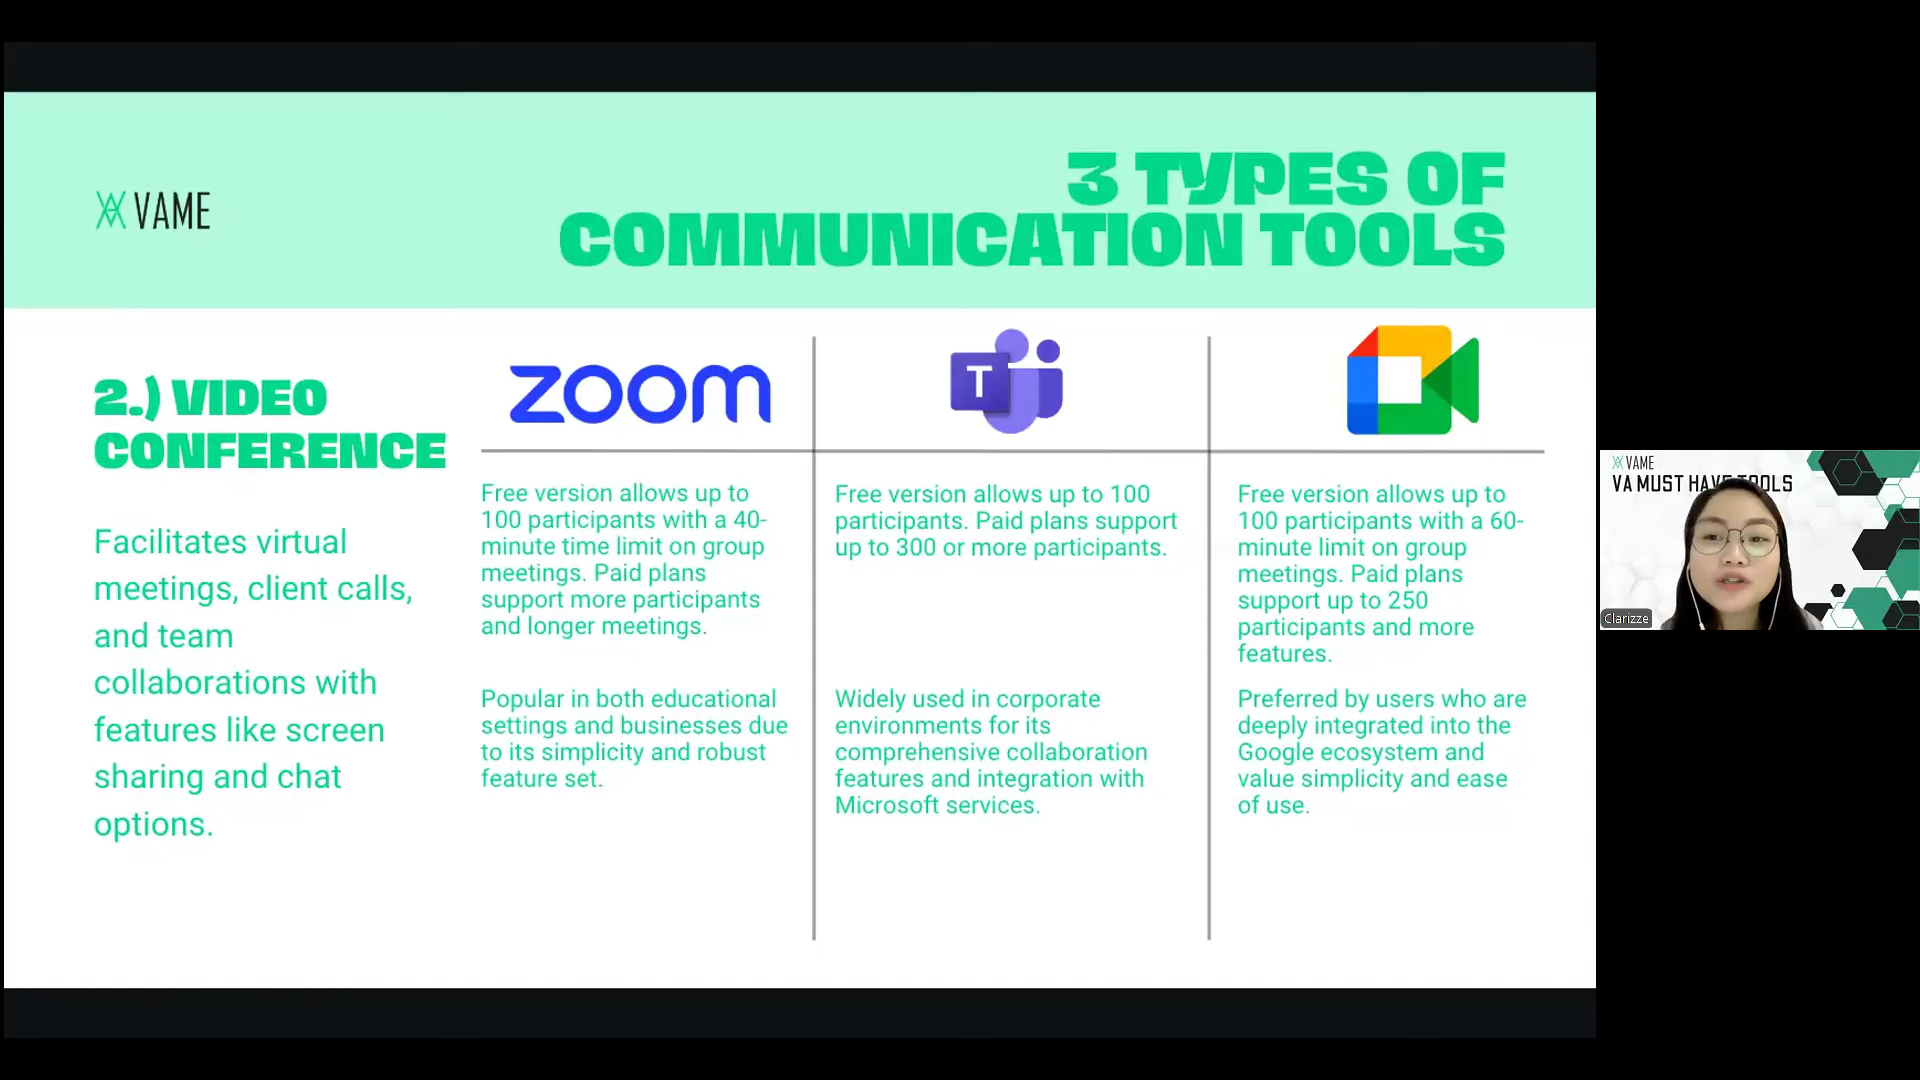 VAME
3 TYPES OF
COMMUNICATION TOOLS
2.) VIDEO
CONFERENCE
Facilitates virtual
meetings, client calls,
and team
collaborations with
features like screen
sharing and chat
options.
zoom
Free version allows up to
100 participants with a 40-
minute time limit on group
meetings. Paid plans
support more participants
and longer meetings.
Popular in both educational
settings and businesses due
to its simplicity and robust
feature set.
T
Free version allows up to 100
participants. Paid plans support
up to 300 or more participants.
Widely used in corporate
environments for its
comprehensive collaboration
features and integration with
Microsoft services.
Free version allows up to
100 participants with a 60-
minute limit on group
meetings. Paid plans
support up to 250
participants and more
features.
Preferred by users who are
deeply integrated into the
Google ecosystem and
value simplicity and ease
of use.
VAME
VA MUST HAVE TOOLS
Clarizze